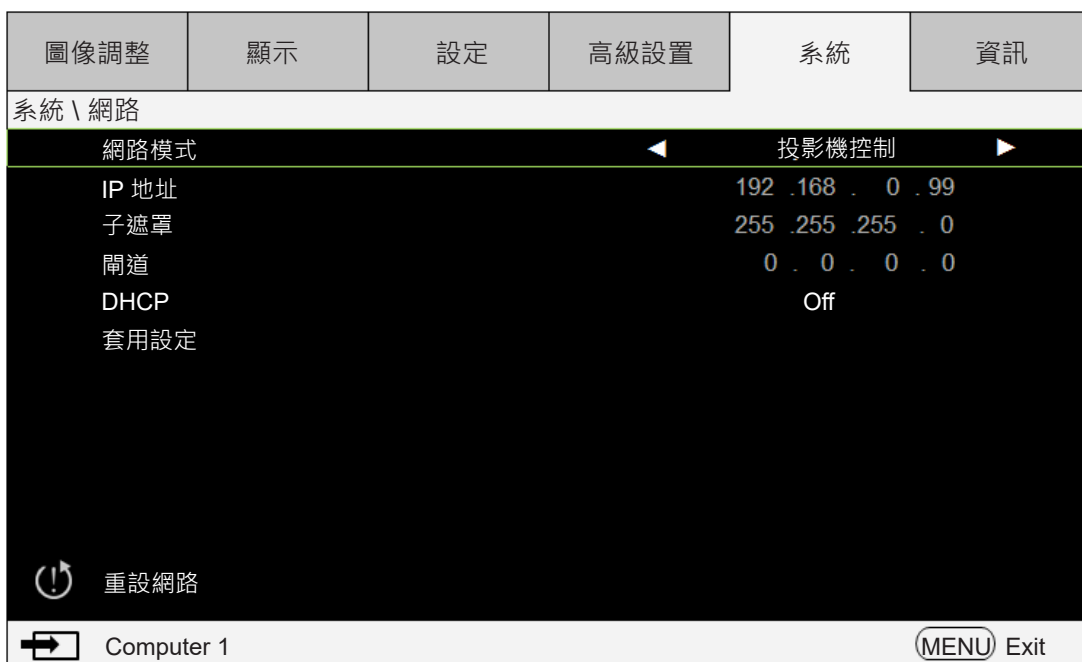 圖像調整 顯示 設定 高級設置 系統 資訊
系統 \ 網路
網路模式 投影機控制
IP 地址 192 .168 . 0 . 99
子遮罩 255 .255 .255 . 0
閘道 0 . 0 . 0 . 0
DHCP Off
套用設定
重設網路
Computer 1 MENU Exit